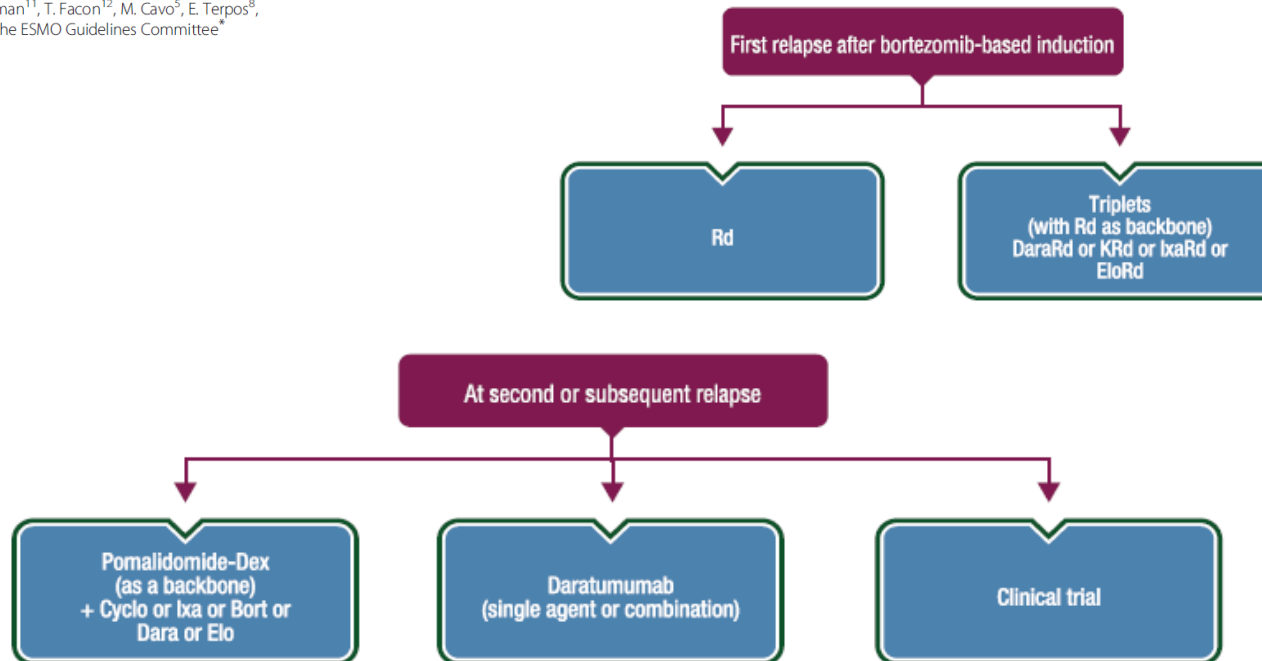 man11, T. Facon12, M. Cavo5, E. Terpos8,
he ESMO Guidelines Committee*
First relapse after bortezomib-based induction
Rd
Triplets
(with Rd as backbone)
DaraRd or KRd or IxaRd or
EloRd
At second or subsequent relapse
Pomalidomide-Dex
(as a backbone)
+ Cyclo or Ixa or Bort or
Dara or Elo
Daratumumab
(single agent or combination)
Clinical trial